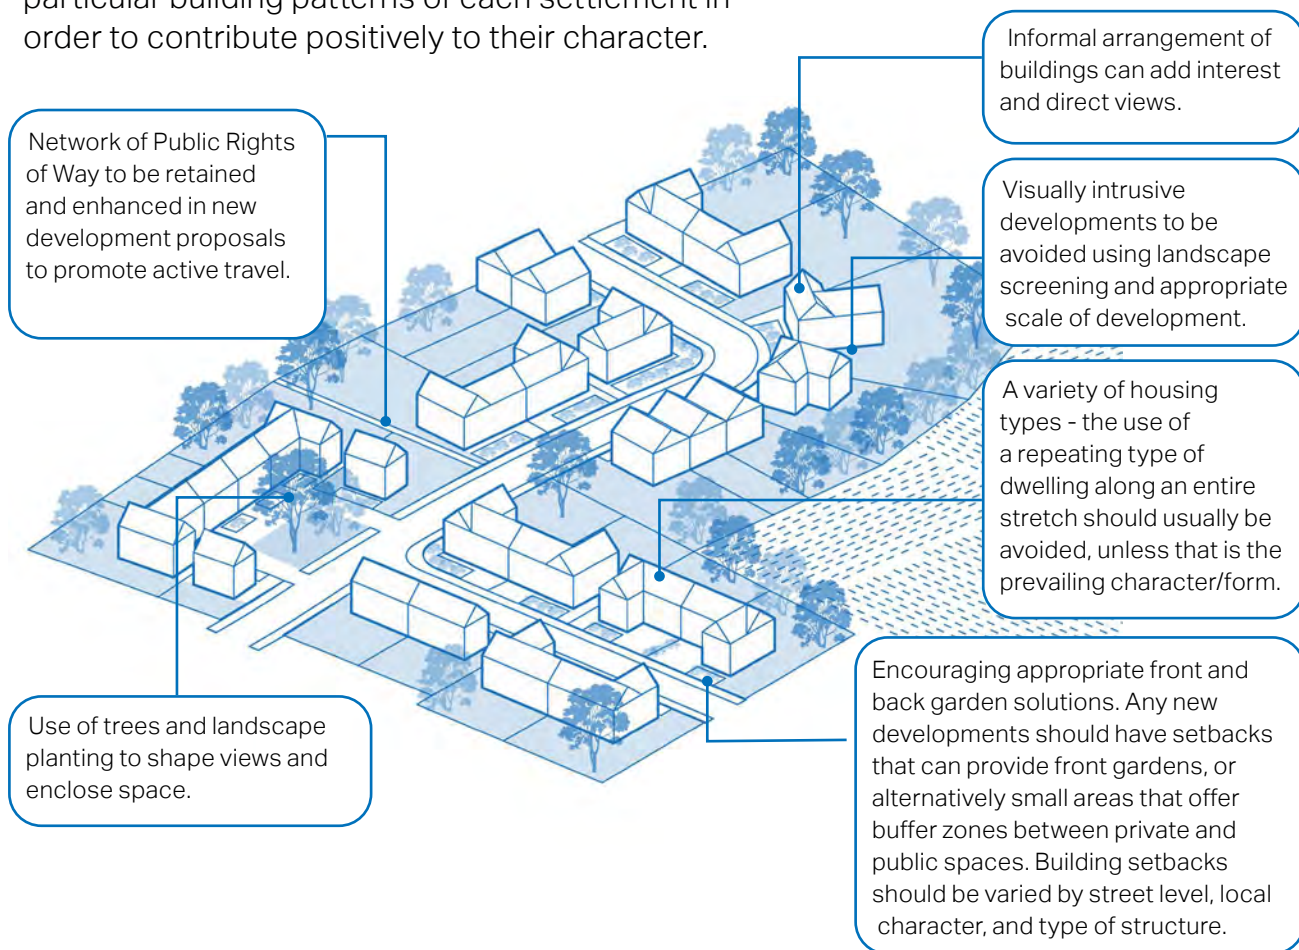 particular building patterns of each settlement in
order to contribute positively to their character.
Informal arrangement of
buildings can add interest
and direct views.
Network of Public Rights
of Way to be retained
and enhanced in new
development proposals
to promote active travel.
Visually intrusive
developments to be
avoided using landscape
screening and appropriate
scale of development.
A variety of housing
types - the use of
a repeating type of
dwelling along an entire
stretch should usually be
avoided, unless that is the
prevailing character/form.
Encouraging appropriate front and
back garden solutions. Any new
developments should have setbacks
that can provide front gardens, or
alternatively small areas that offer
buffer zones between private and
public spaces. Building setbacks
should be varied by street level, local
character, and type of structure.
Use of trees and landscape
planting to shape views and
enclose space.